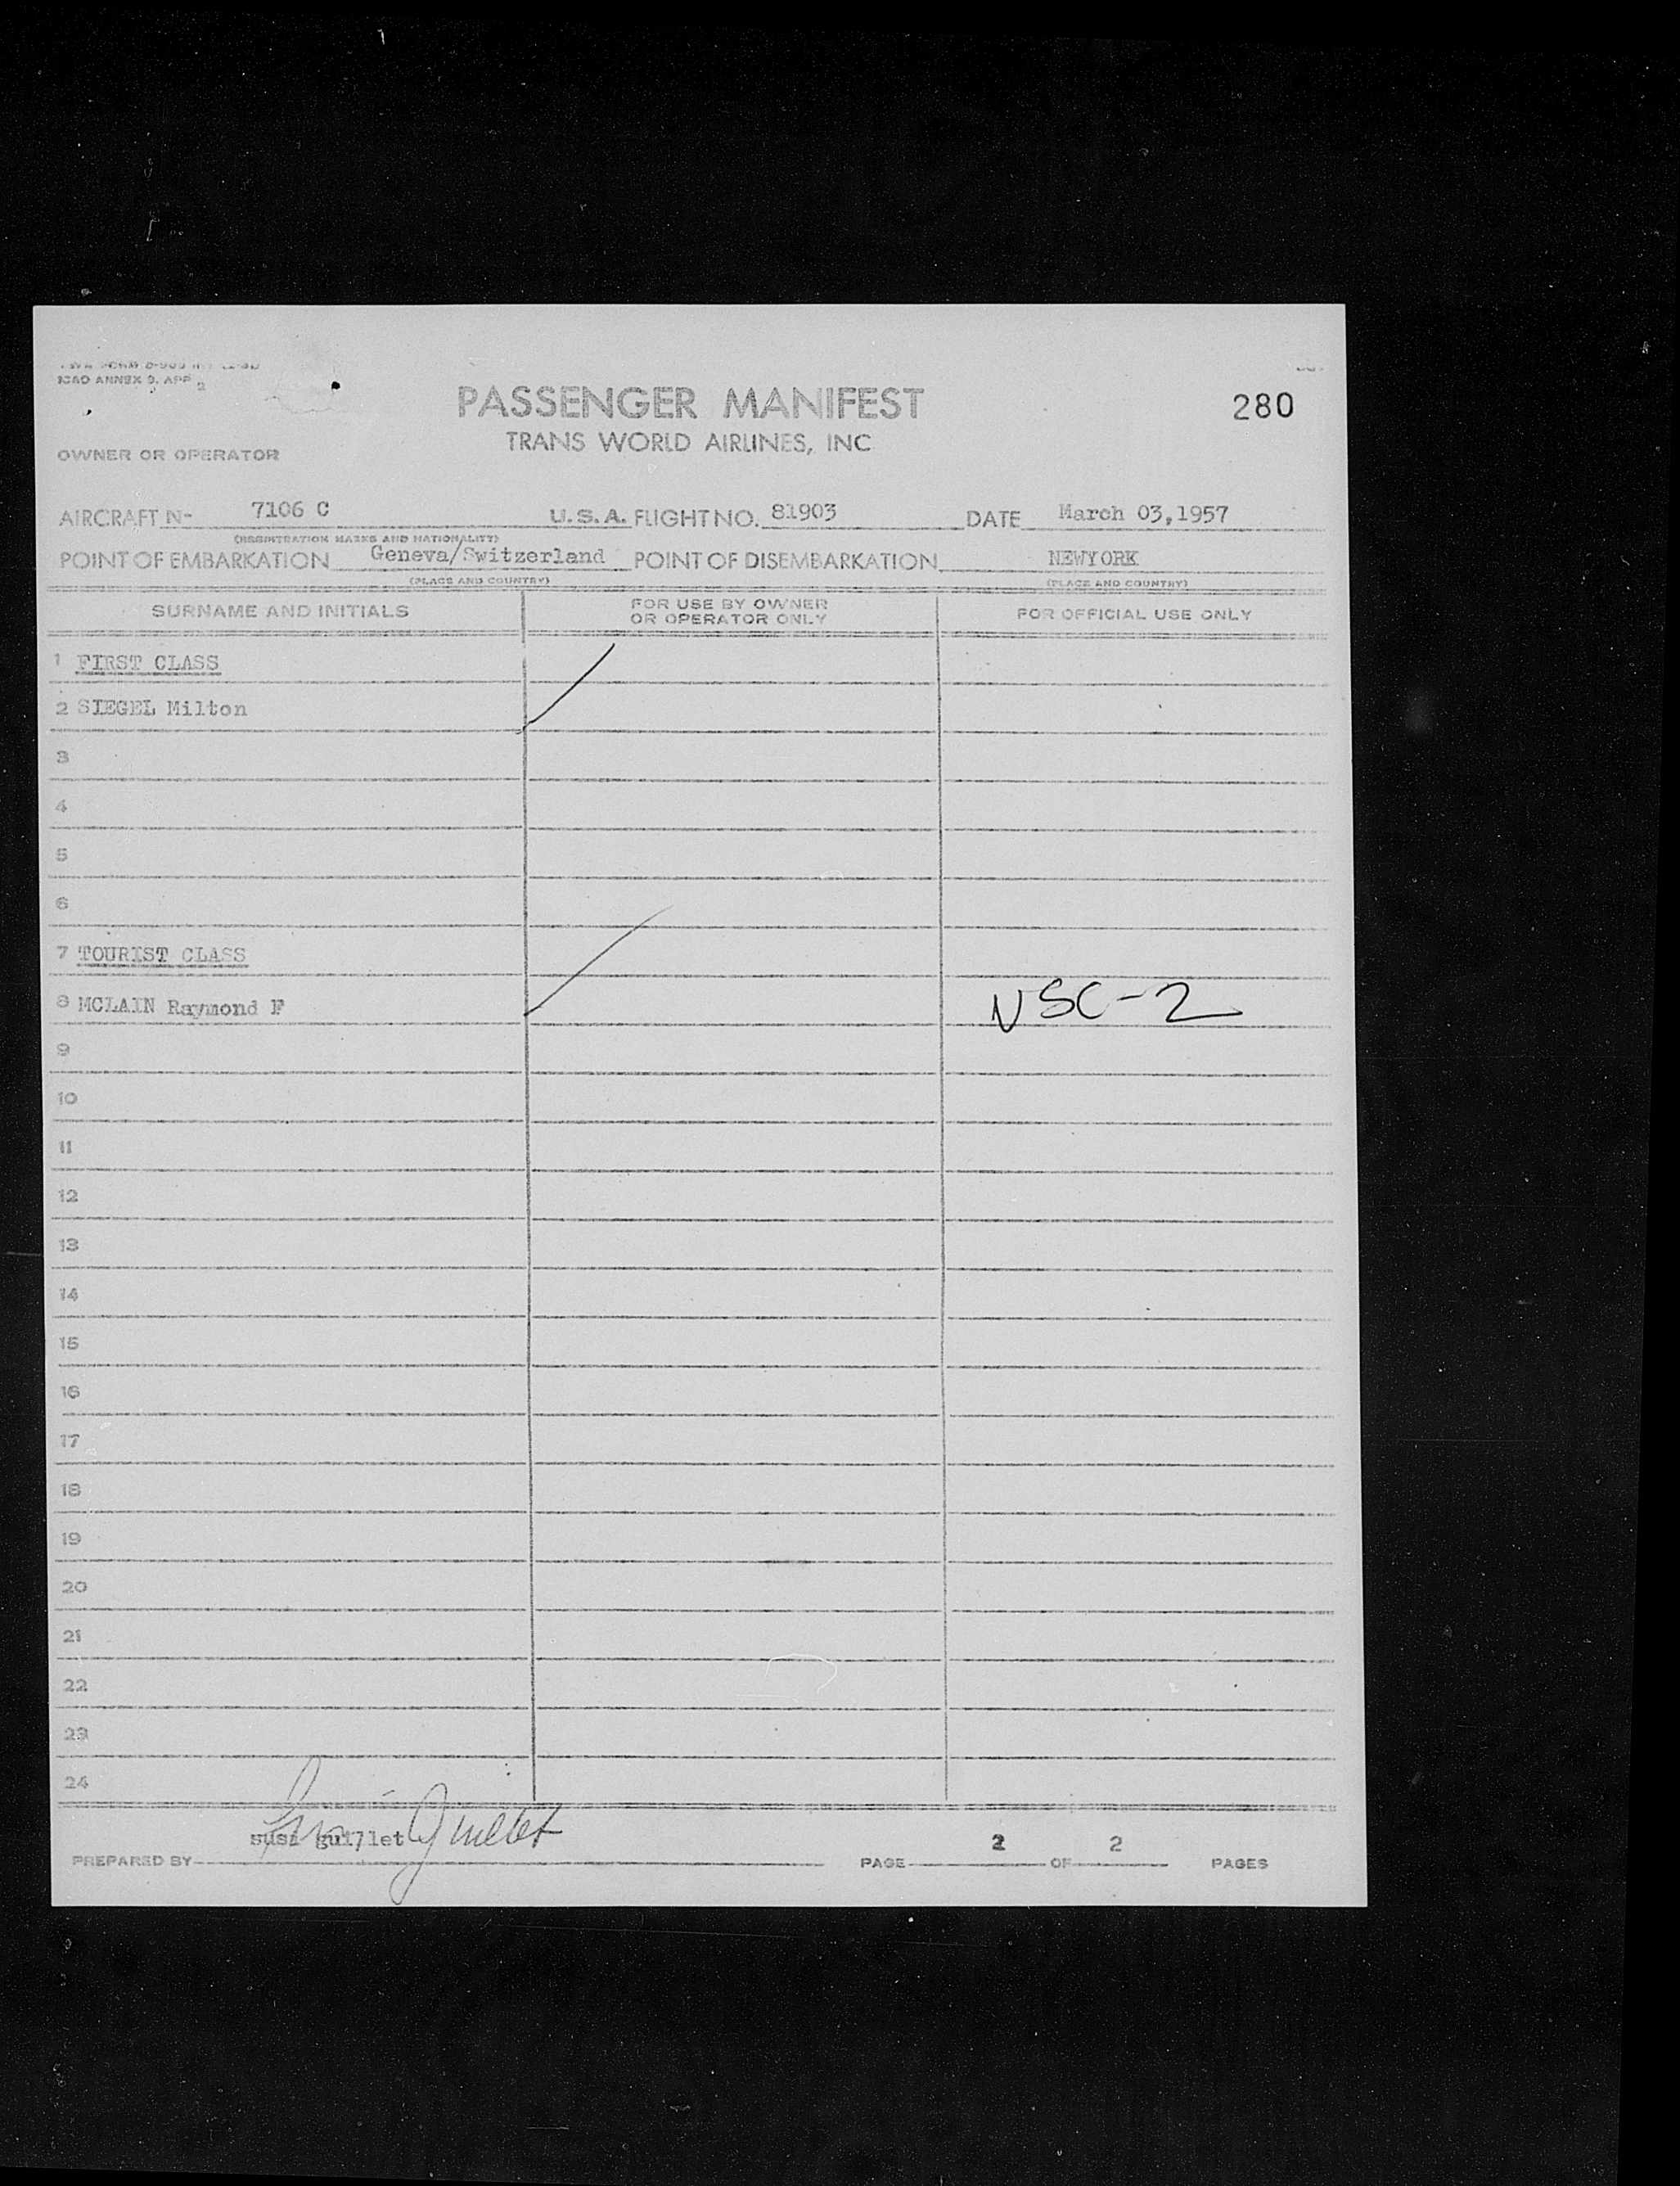 ICAO ANNEX 9, APP 2
PASSENGER MANIFEST
280
TRANS WORLD AIRLINES, INC
OWNER OR OPERATOR
AIRCRAFT N- 7106 C U.S.A. FLIGHT NO. 81903 DATE March 03,1957
(REGISTRATION MARKS AND NATIONALITY)
POINT OF EMBARKATION Geneva/Switzerland POINT OF DISEMBARKATION NEWYORK
(PLACE AND COUNTRY) (PLACE AND COUNTRY)
SURNAME AND INITIALS FOR USE BY OWNER OR OPERATOR ONLY FOR OFFICIAL USE ONLY
1 FIRST CLASS
2 SIEGEL Milton
3
4
5
6
7 TOURIST CLASS
8 MCLAIN Raymond F USC-2
9
10
11
12
13
14
15
16
17
18
19
20
21
22
23
24
susi guillet Guillet
PREPARED BY PAGE 2 OF 2 PAGES